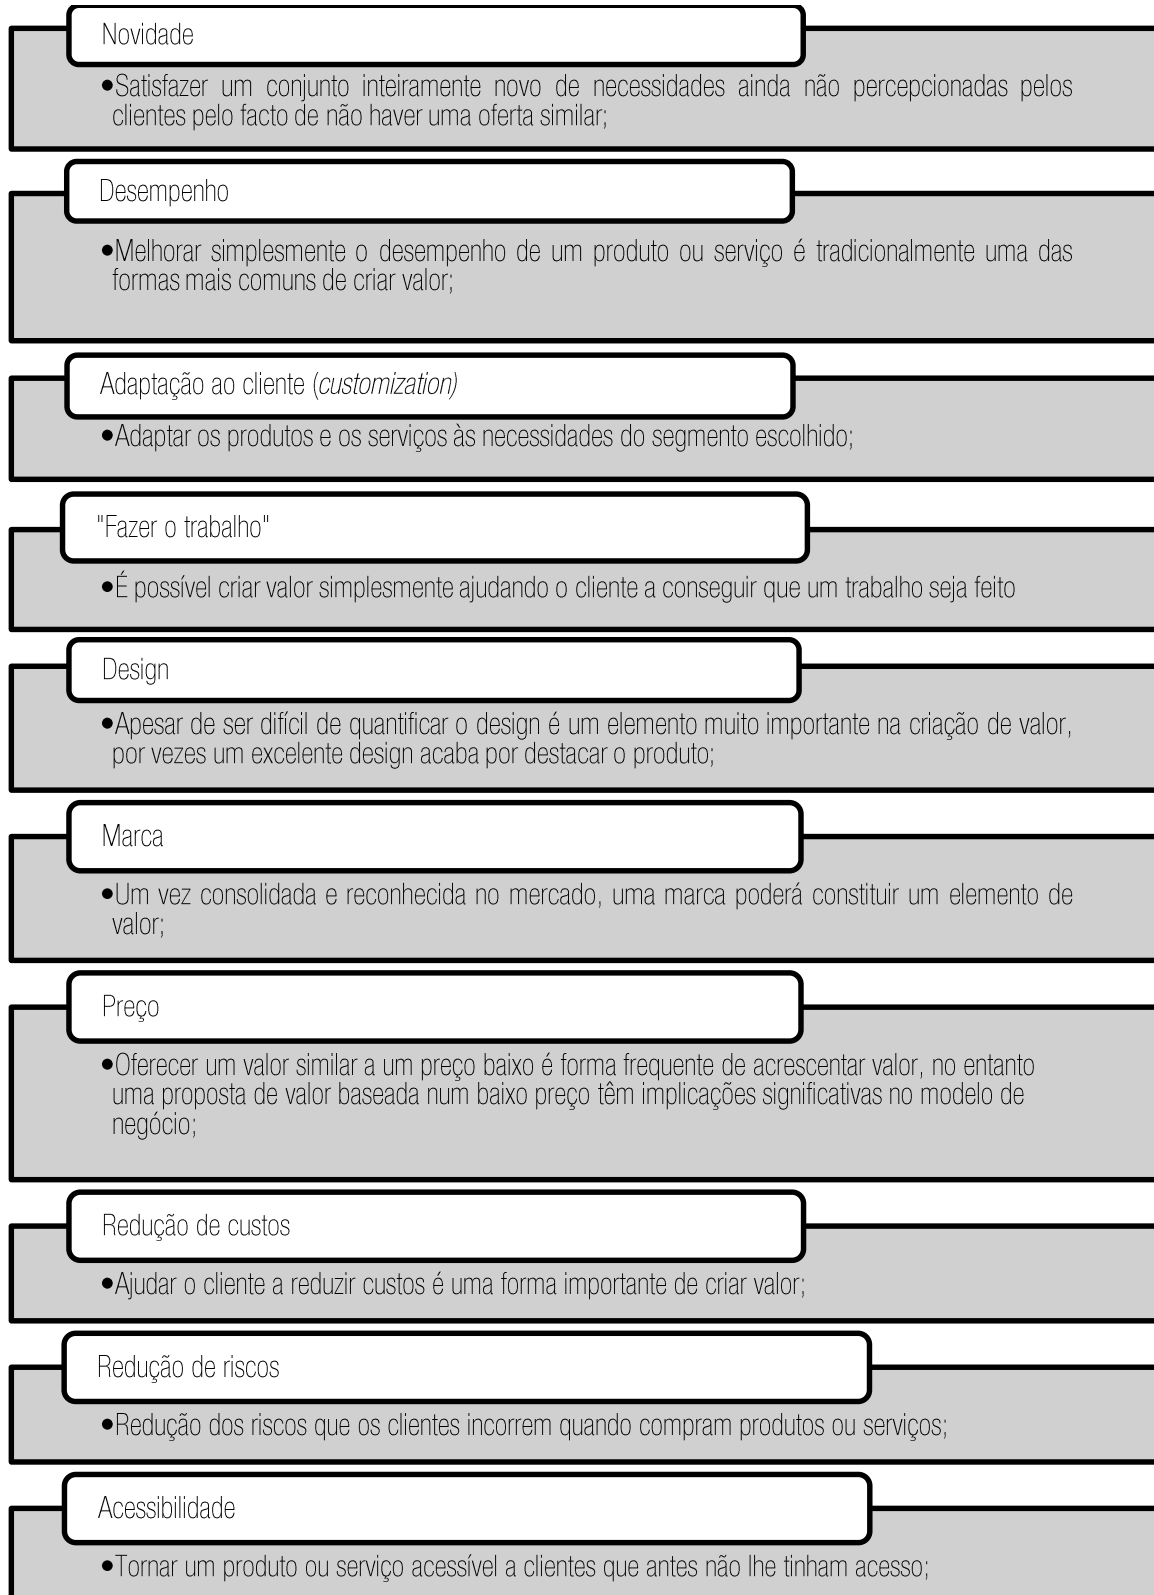 Novidade
•Satisfazer um conjunto inteiramente novo de necessidades ainda não percepcionadas pelos
clientes pelo facto de não haver uma oferta similar;
Desempenho
•Melhorar simplesmente o desempenho de um produto ou serviço é tradicionalmente uma das
formas mais comuns de criar valor;
Adaptação ao cliente (customization)
•Adaptar os produtos e os serviços às necessidades do segmento escolhido;
"Fazer o trabalho"
•É possível criar valor simplesmente ajudando o cliente a conseguir que um trabalho seja feito
Design
•Apesar de ser difícil de quantificar o design é um elemento muito importante na criação de valor,
por vezes um excelente design acaba por destacar o produto;
Marca
•Um vez consolidada e reconhecida no mercado, uma marca poderá constituir um elemento de
valor;
Preço
•Oferecer um valor similar a um preço baixo é forma frequente de acrescentar valor, no entanto
uma proposta de valor baseada num baixo preço têm implicações significativas no modelo de
negócio;
Redução de custos
•Ajudar o cliente a reduzir custos é uma forma importante de criar valor;
Redução de riscos
•Redução dos riscos que os clientes incorrem quando compram produtos ou serviços;
Acessibilidade
•Tornar um produto ou serviço acessível a clientes que antes não lhe tinham acesso;